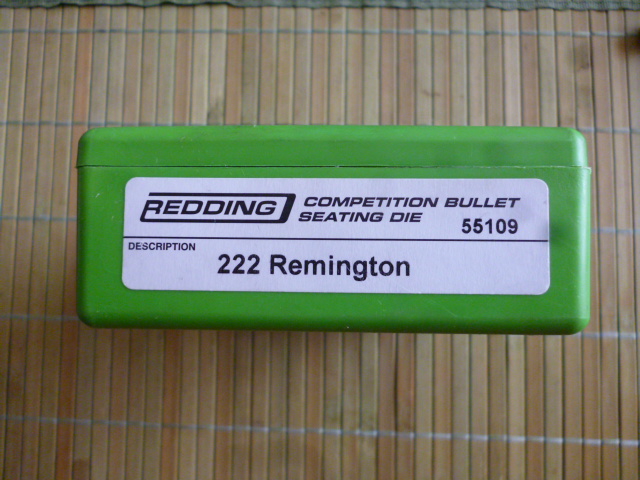 REDDING COMPETITION BULLET
SEATING DIE 55109
DESCRIPTION
222 Remington